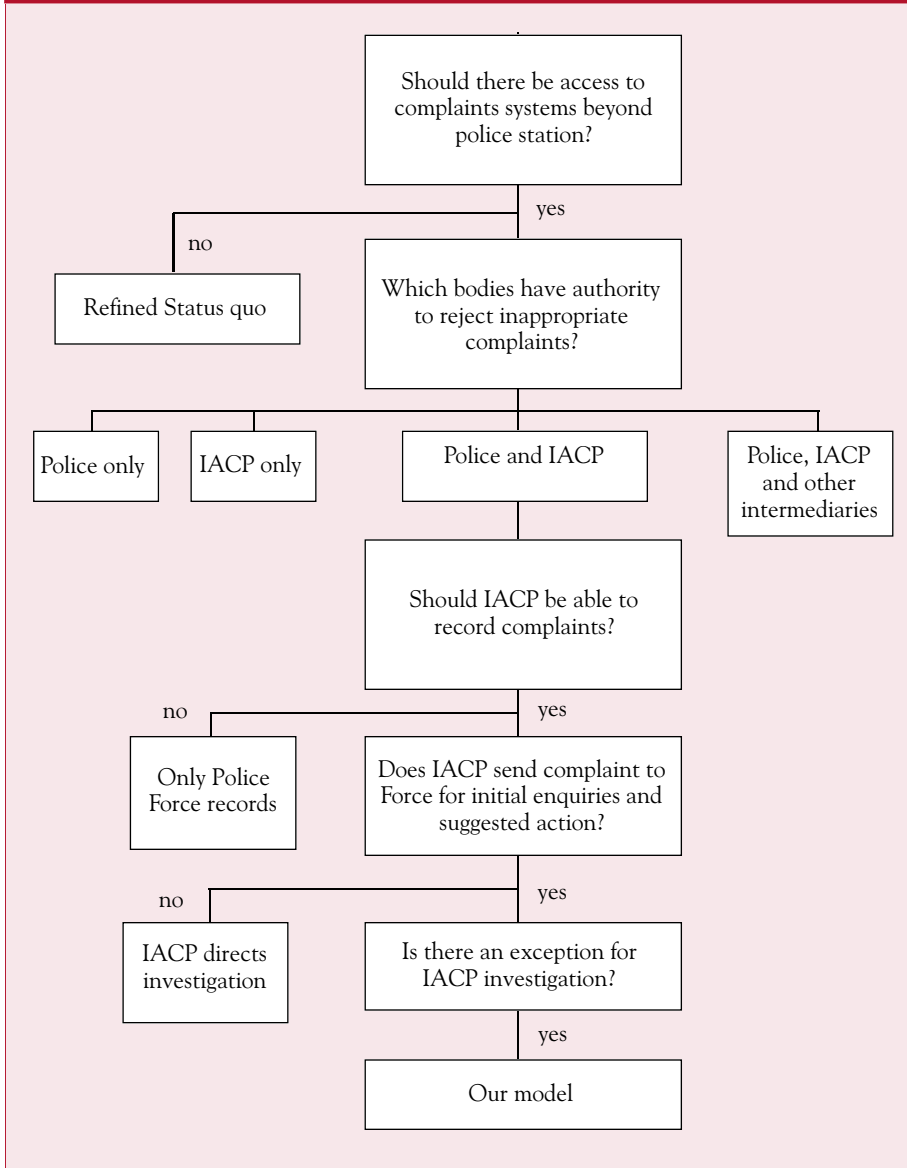 Should there be access to
complaints systems beyond
police station?
yes
no
Refined Status quo
Which bodies have authority
to reject inappropriate
complaints?
Police only
IACP only
Police and IACP
Police, IACP
and other
intermediaries
Should IACP be able to
record complaints?
no
yes
Only Police
Force records
Does IACP send complaint to
Force for initial enquiries and
suggested action?
no
yes
IACP directs
investigation
Is there an exception for
IACP investigation?
yes
Our model